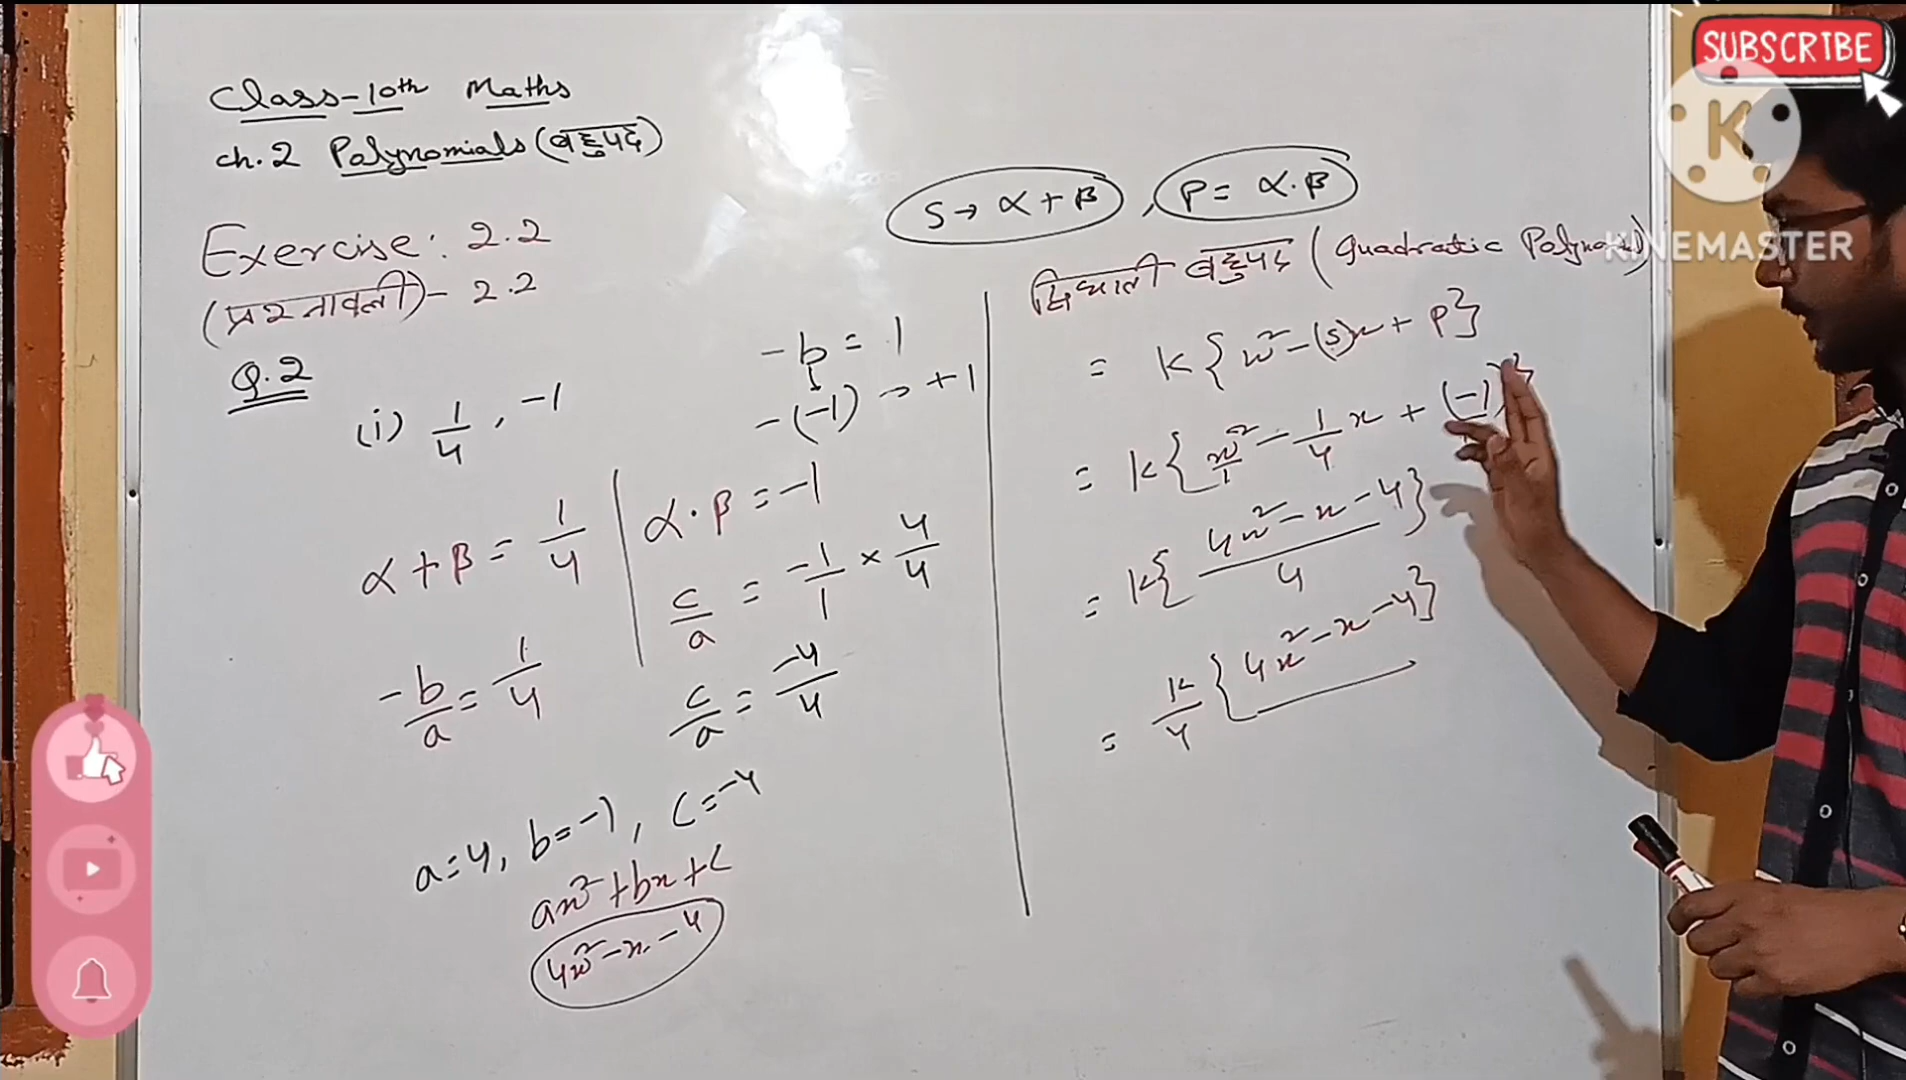 Class-10th Maths
ch.2 Polynomials (बहुपद)
Exercise: 2.2
(प्रश्नावली)- 2.2
Q.2
(i) 1/4, -1
-b = 1
-(-1) → +1
α+β = 1/4
α·β = -1
c/a = -1/1 × 4/4
-b/a = 1/4
c/a = -4/4
a=4, b=-1, c=-4
ax²+bx+c
4x²-x-4
S→ α+β, P= α·β
द्विघाती बहुपद (Quadratic Polynomial)
= K{x²-(S)x+P}
= K{x²/1 - 1/4 x + (-1)/1}
= K{(4x²-x-4)/4}
= K/4 {4x²-x-4}
SUBSCRIBE
K
KINEMASTER